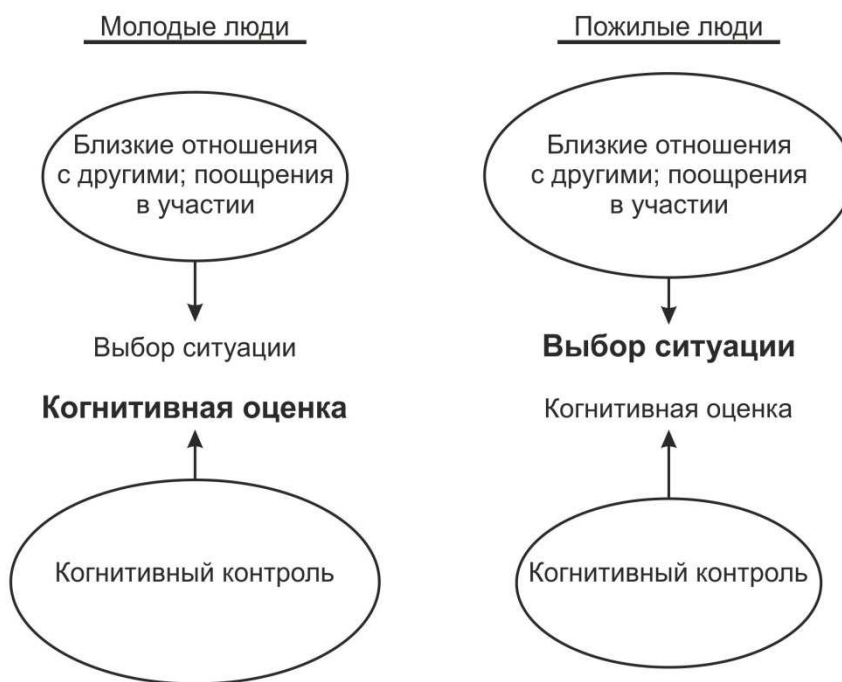 Молодые люди
Близкие отношения
с другими; поощрения
в участии
Выбор ситуации
Когнитивная оценка
Когнитивный контроль
Пожилые люди
Близкие отношения
с другими; поощрения
в участии
Выбор ситуации
Когнитивная оценка
Когнитивный контроль